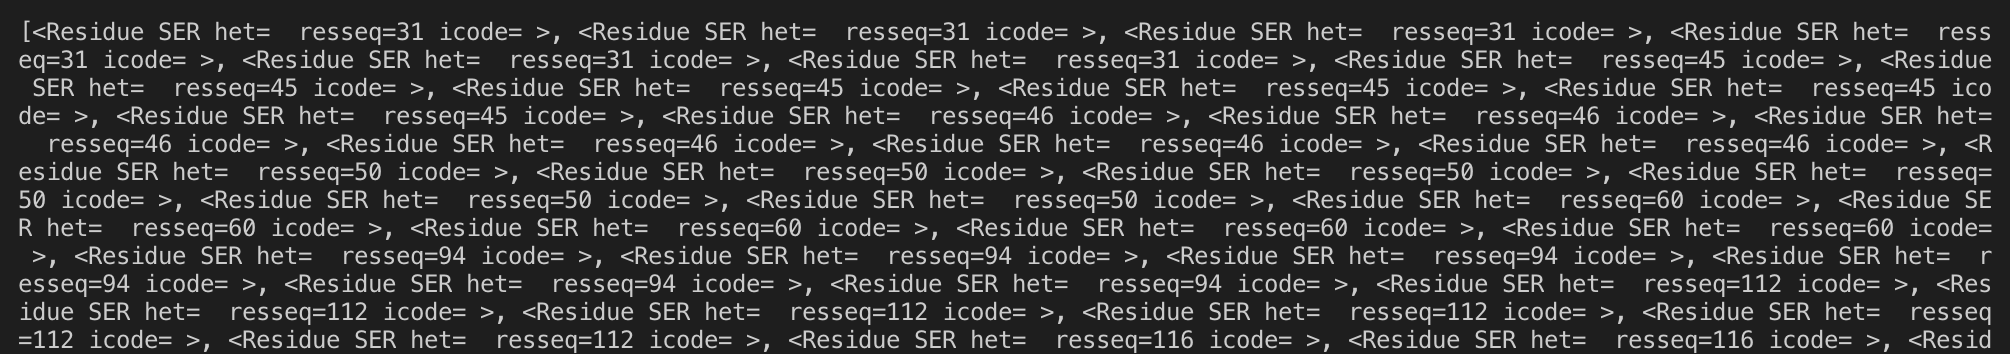 [<Residue SER het=  resseq=31 icode= >, <Residue SER het=  resseq=31 icode= >, <Residue SER het=  resseq=31 icode= >, <Residue SER het=  ress
eq=31 icode= >, <Residue SER het=  resseq=31 icode= >, <Residue SER het=  resseq=31 icode= >, <Residue SER het=  resseq=45 icode= >, <Residue
 SER het=  resseq=45 icode= >, <Residue SER het=  resseq=45 icode= >, <Residue SER het=  resseq=45 icode= >, <Residue SER het=  resseq=45 ico
de= >, <Residue SER het=  resseq=45 icode= >, <Residue SER het=  resseq=46 icode= >, <Residue SER het=  resseq=46 icode= >, <Residue SER het=
  resseq=46 icode= >, <Residue SER het=  resseq=46 icode= >, <Residue SER het=  resseq=46 icode= >, <Residue SER het=  resseq=46 icode= >, <R
esidue SER het=  resseq=50 icode= >, <Residue SER het=  resseq=50 icode= >, <Residue SER het=  resseq=50 icode= >, <Residue SER het=  resseq=
50 icode= >, <Residue SER het=  resseq=50 icode= >, <Residue SER het=  resseq=50 icode= >, <Residue SER het=  resseq=60 icode= >, <Residue SE
R het=  resseq=60 icode= >, <Residue SER het=  resseq=60 icode= >, <Residue SER het=  resseq=60 icode= >, <Residue SER het=  resseq=60 icode=
 >, <Residue SER het=  resseq=94 icode= >, <Residue SER het=  resseq=94 icode= >, <Residue SER het=  resseq=94 icode= >, <Residue SER het=  r
esseq=94 icode= >, <Residue SER het=  resseq=94 icode= >, <Residue SER het=  resseq=94 icode= >, <Residue SER het=  resseq=112 icode= >, <Res
idue SER het=  resseq=112 icode= >, <Residue SER het=  resseq=112 icode= >, <Residue SER het=  resseq=112 icode= >, <Residue SER het=  resseq
=112 icode= >, <Residue SER het=  resseq=112 icode= >, <Residue SER het=  resseq=116 icode= >, <Residue SER het=  resseq=116 icode= >, <Resid